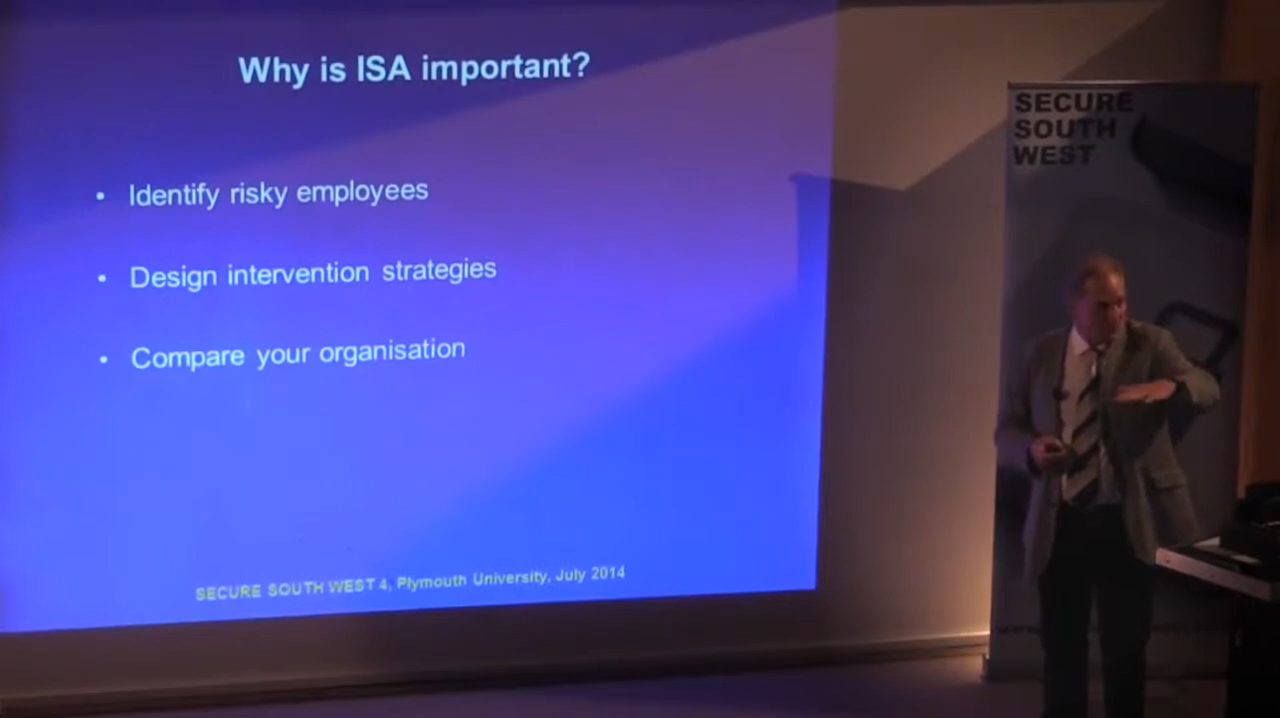 Why is ISA important?
• Identify risky employees
• Design intervention strategies
• Compare your organisation
SECURE SOUTH WEST 4, Plymouth University, July 2014
SECURE
SOUTH
WEST